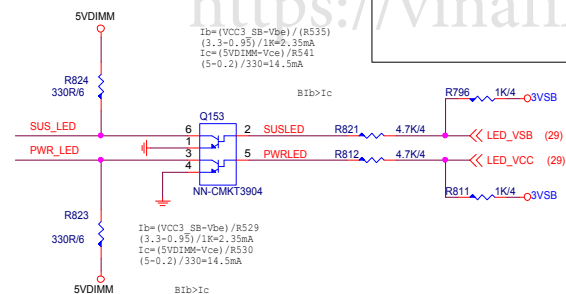 https://vinafi
5VDIMM
Ib=(VCC3_SB-Vbe)/(R535)
(3.3-0.95)/1K=2.35mA
Ic=(5VDIMM-Vce)/R541
(5-0.2)/330=14.5mA
BIb>Ic
R824
330R/6
R796 1K/4 3VSB
Q153
SUS_LED 6 2 SUSLED R821 4.7K/4 LED_VSB (29)
1
PWR_LED 3 5 PWRLED R812 4.7K/4 LED_VCC (29)
4
NN-CMKT3904
R811 1K/4 3VSB
R823
330R/6
Ib=(VCC3_SB-Vbe)/R529
(3.3-0.95)/1K=2.35mA
Ic=(5VDIMM-Vce)/R530
(5-0.2)/330=14.5mA
5VDIMM
BIb>Ic